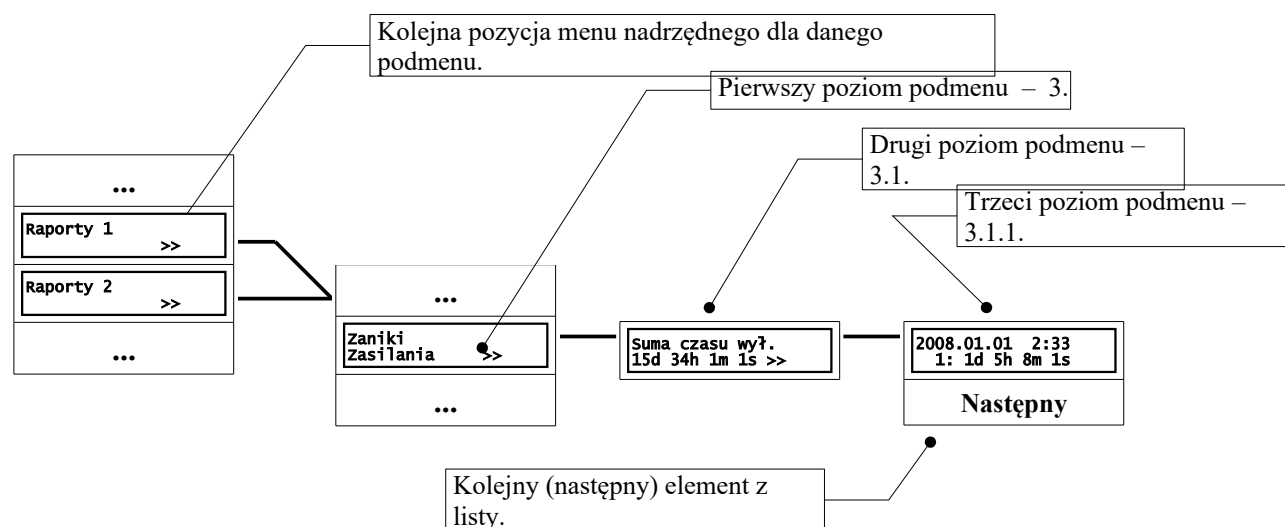 Kolejna pozycja menu nadrzędnego dla danego
podmenu.
Pierwszy poziom podmenu – 3.
Drugi poziom podmenu –
3.1.
Trzeci poziom podmenu –
3.1.1.
...
Raporty 1
>>
Raporty 2
>>
...
...
Zaniki
Zasilania >>
...
Suma czasu wył.
15d 34h 1m 1s >>
2008.01.01 2:33
1: 1d 5h 8m 1s
Następny
Kolejny (następny) element z
listy.